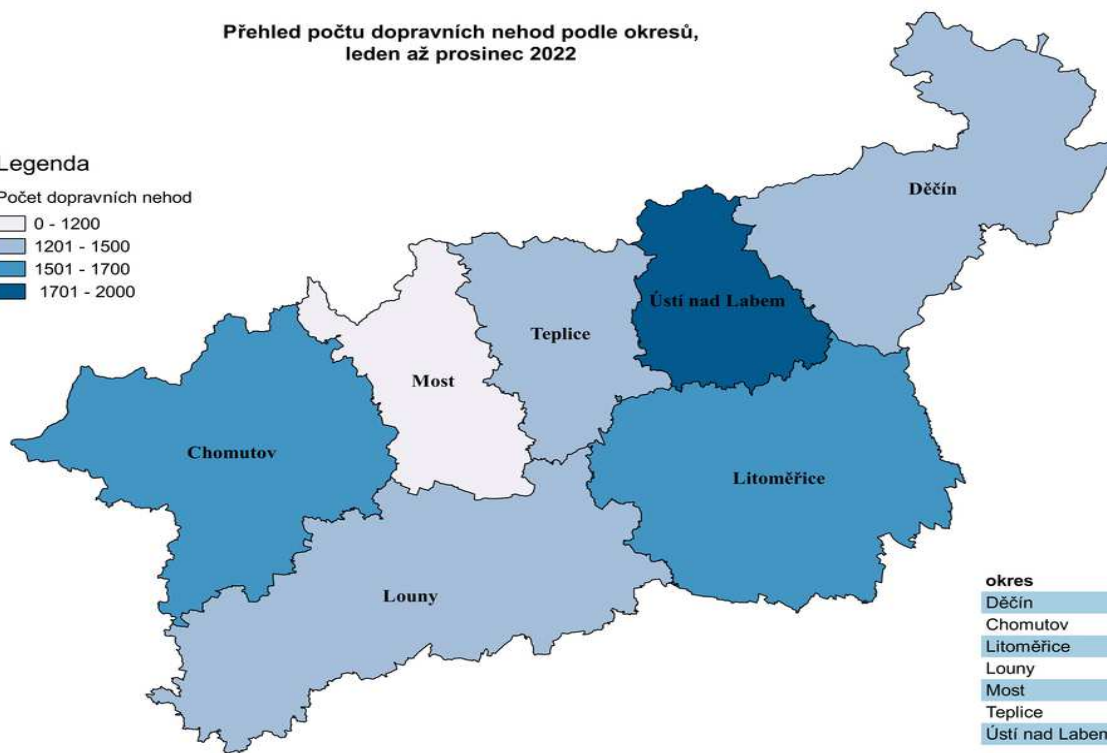 Přehled počtu dopravních nehod podle okresů,
leden až prosinec 2022
Legenda
Počet dopravních nehod
0 - 1200
1201 - 1500
1501 - 1700
1701 - 2000
Děčín
Ústí nad Labem
Teplice
Most
Chomutov
Litoměřice
Louny
okres
Děčín
Chomutov
Litoměřice
Louny
Most
Teplice
Ústí nad Labem